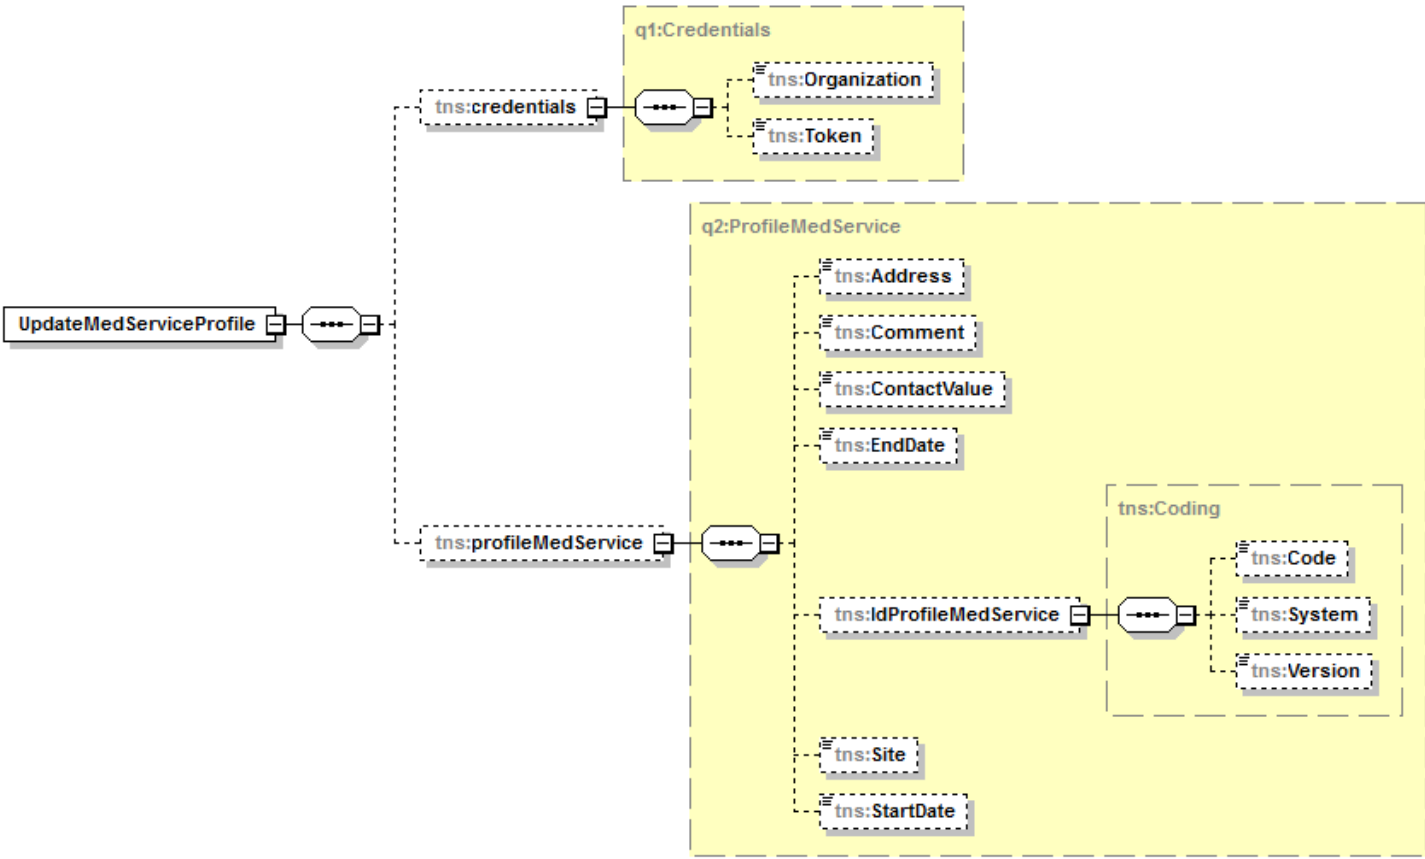 q1:Credentials
tns:Organization
tns:credentials
tns:Token
q2:ProfileMedService
tns:Address
UpdateMedServiceProfile
tns:Comment
tns:ContactValue
tns:EndDate
tns:Coding
tns:profileMedService
tns:Code
tns:IdProfileMedService
tns:System
tns:Version
tns:Site
tns:StartDate